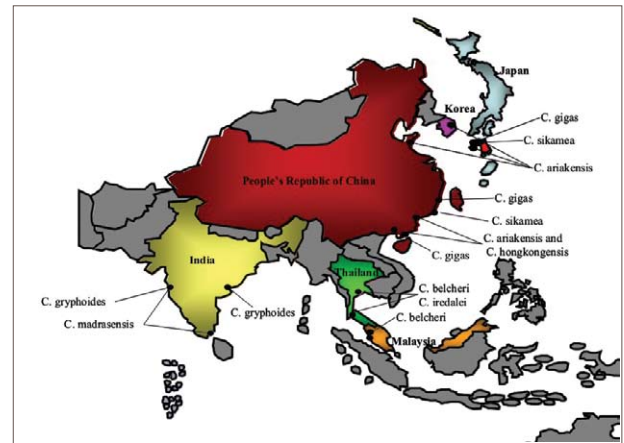 Japan
Korea
C. gigas
C. sikamea
C. ariakensis
People's Republic of China
C. gigas
C. sikamea
C. ariakensis and
C. hongkongensis
C. gigas
India
Thailand
C. gryphoides
C. gryphoides
C. madrasensis
C. belcheri
C. iredalei
C. belcheri
Malaysia